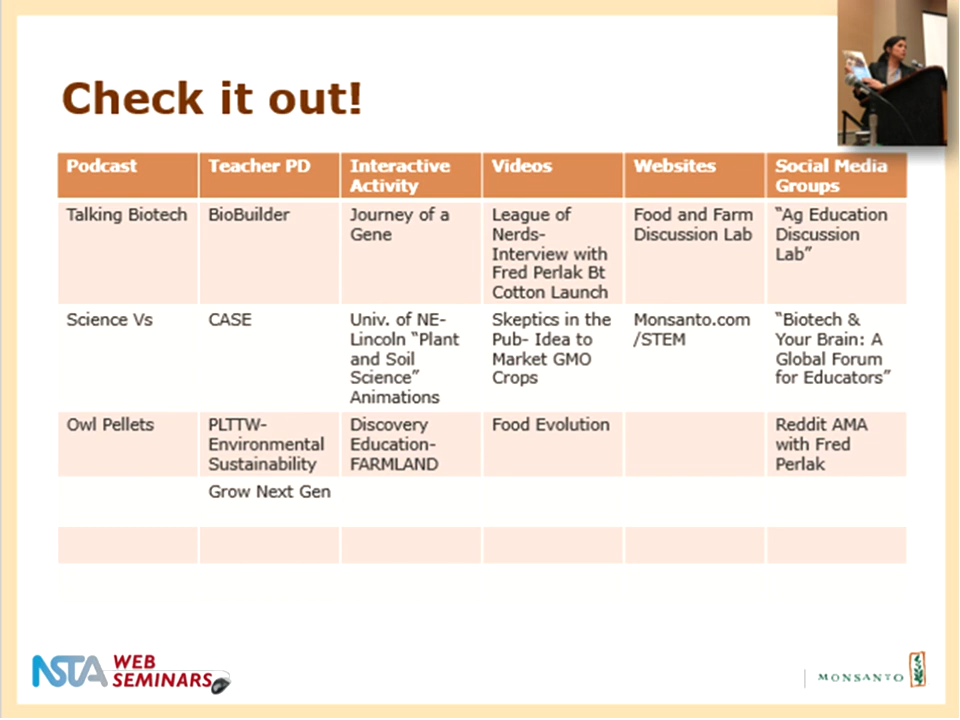 Check it out!
Podcast
Teacher PD
Interactive
Activity
Videos
Websites
Social Media
Groups
Talking Biotech
BioBuilder
Journey of a
Gene
League of
Nerds-
Interview with
Fred Perlak Bt
Cotton Launch
Food and Farm
Discussion Lab
“Ag Education
Discussion
Lab”
Science Vs
CASE
Univ. of NE-
Lincoln “Plant
and Soil
Science”
Animations
Skeptics in the
Pub- Idea to
Market GMO
Crops
Monsanto.com
/STEM
“Biotech &
Your Brain: A
Global Forum
for Educators”
Owl Pellets
PLTTW-
Environmental
Sustainability
Discovery
Education-
FARMLAND
Food Evolution
Reddit AMA
with Fred
Perlak
Grow Next Gen
NSTA WEB
SEMINARS
MONSANTO